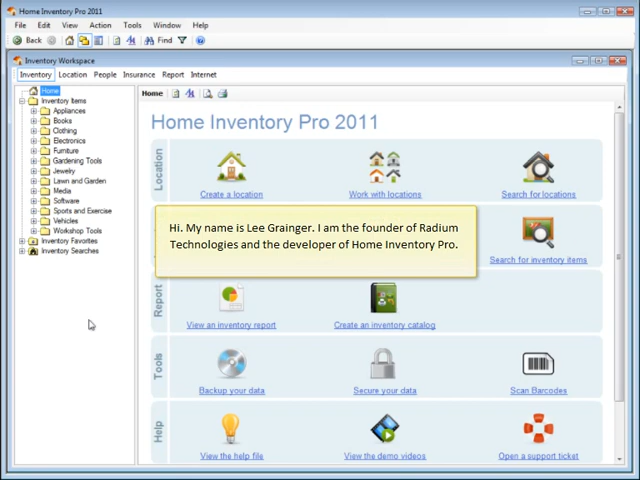 Home Inventory Pro 2011
File Edit View Action Tools Window Help
Back Find
Inventory Workspace
Inventory Location People Insurance Report Internet
Home
Inventory Items
Appliances
Books
Clothing
Electronics
Furniture
Gardening Tools
Jewelry
Lawn and Garden
Media
Software
Sports and Exercise
Vehicles
Workshop Tools
Inventory Favorites
Inventory Searches
Home
Home Inventory Pro 2011
Location
Create a location Work with locations Search for locations
Hi. My name is Lee Grainger. I am the founder of Radium
Technologies and the developer of Home Inventory Pro.
Search for inventory items
Report
View an inventory report Create an inventory catalog
Tools
Backup your data Secure your data Scan Barcodes
Help
View the help file View the demo videos Open a support ticket